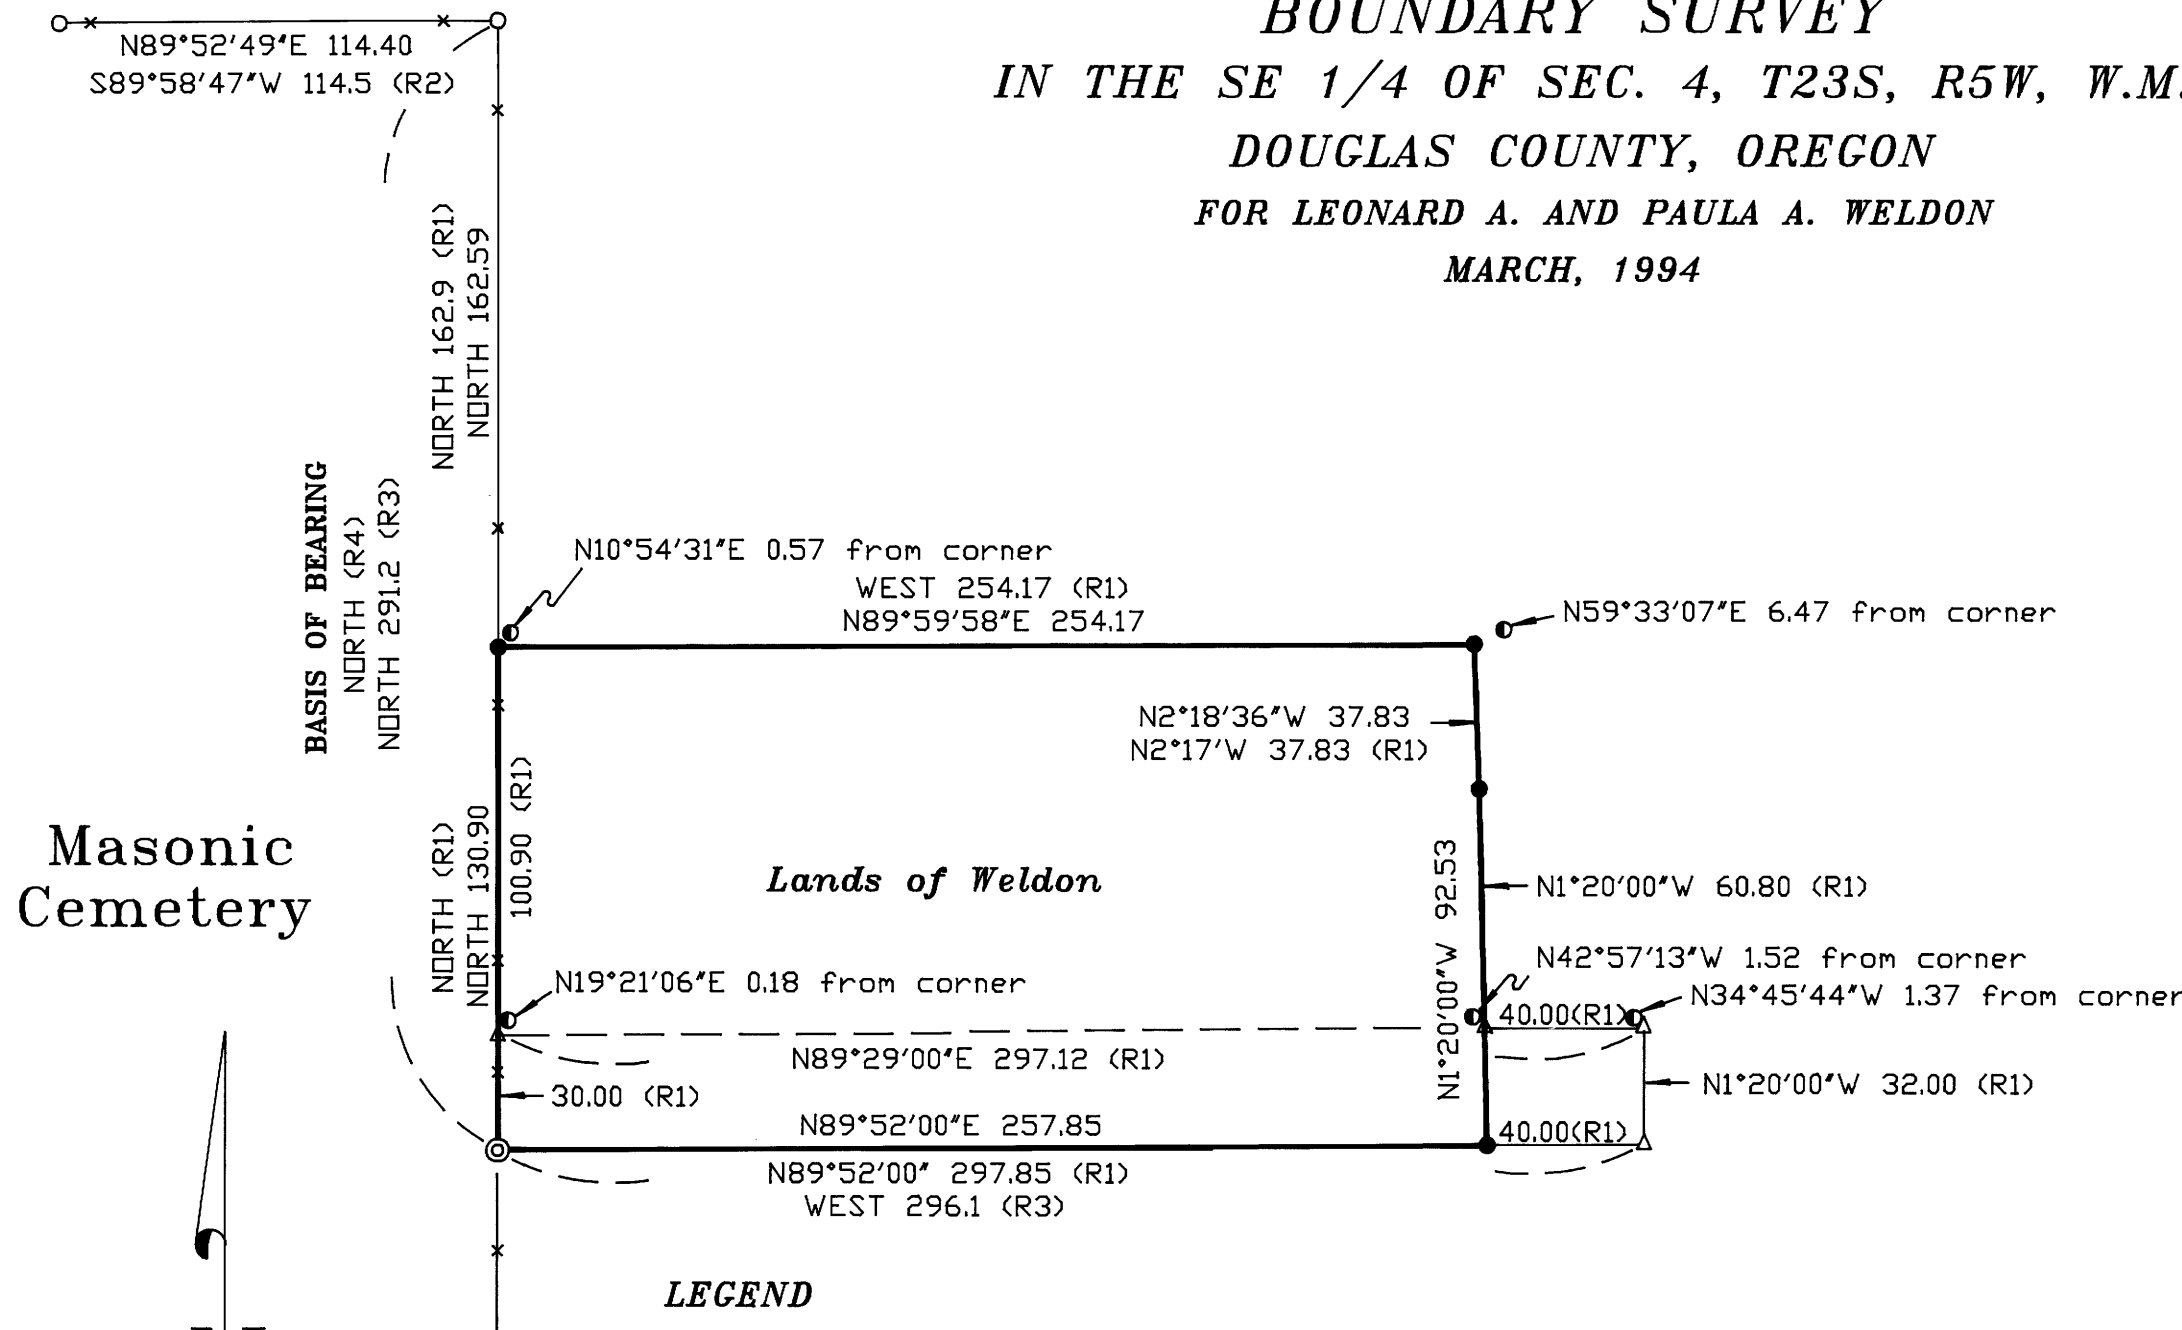 BOUNDARY SURVEY
IN THE SE 1/4 OF SEC. 4, T23S, R5W, W.M.
DOUGLAS COUNTY, OREGON
FOR LEONARD A. AND PAULA A. WELDON
MARCH, 1994
N89°52'49"E 114.40
S89°58'47"W 114.5 (R2)
NORTH 162.9 (R1)
NORTH 162.59
BASIS OF BEARING
NORTH (R4)
NORTH 291.2 (R3)
N10°54'31"E 0.57 from corner
WEST 254.17 (R1)
N89°59'58"E 254.17
N59°33'07"E 6.47 from corner
N2°18'36"W 37.83
N2°17'W 37.83 (R1)
Masonic
Cemetery
NORTH (R1)
NORTH 130.90
100.90 (R1)
Lands of Weldon
N1°20'00"W 92.53
N1°20'00"W 60.80 (R1)
N42°57'13"W 1.52 from corner
N34°45'44"W 1.37 from corner
40.00(R1)
N19°21'06"E 0.18 from corner
N89°29'00"E 297.12 (R1)
30.00 (R1)
N1°20'00"W 32.00 (R1)
N89°52'00"E 257.85
40.00(R1)
N89°52'00" 297.85 (R1)
WEST 296.1 (R3)
LEGEND